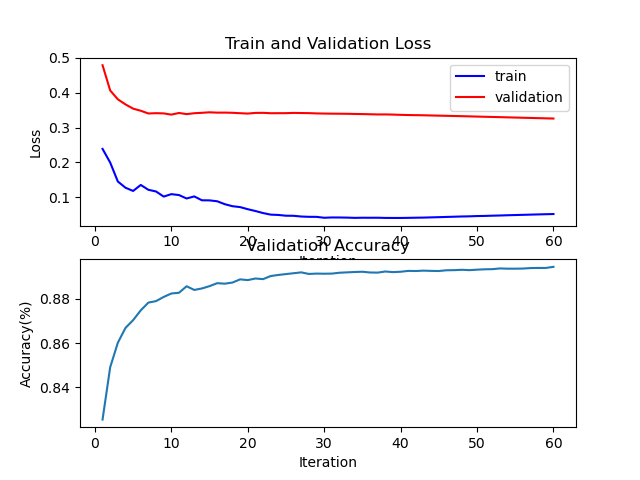 Train and Validation Loss
0.5
0.4
0.3
0.2
0.1
Loss
train
validation
0 10 20 30 40 50 60
Iteration
Validation Accuracy
0.88
0.86
0.84
Accuracy(%)
0 10 20 30 40 50 60
Iteration